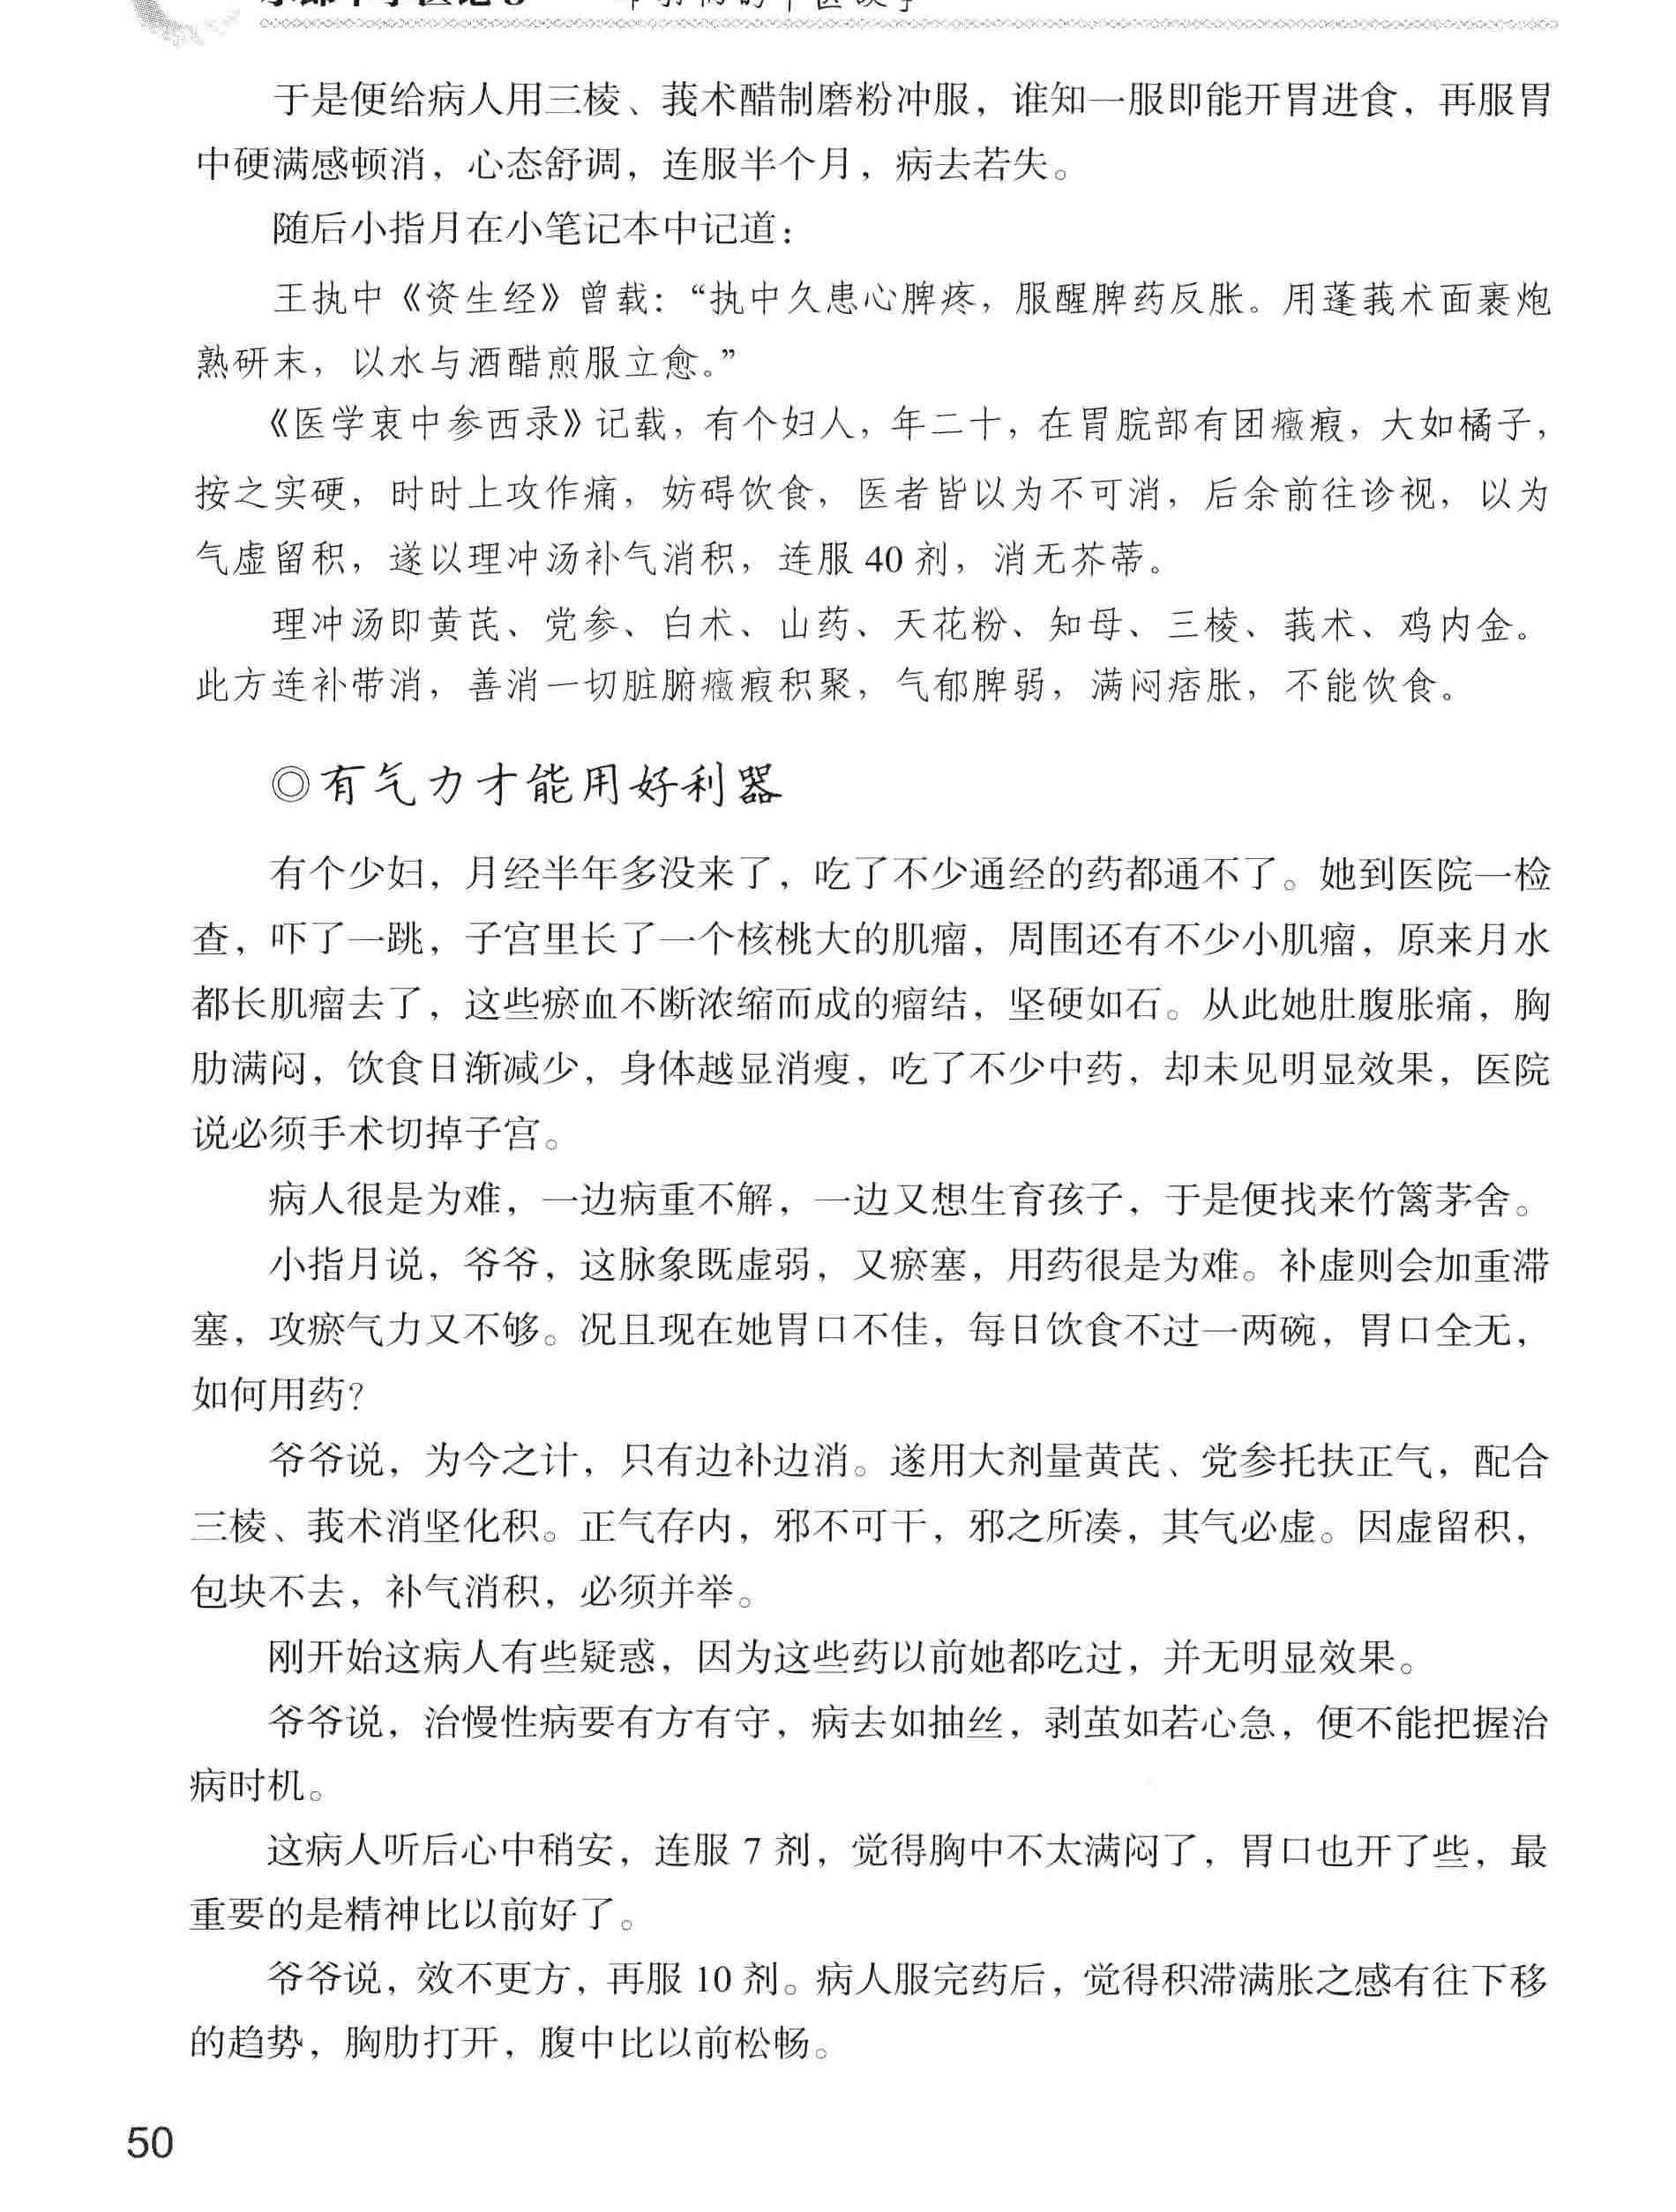 于是便给病人用三棱、莪术醋制磨粉冲服，谁知一服即能开胃进食，再服胃
中硬满感顿消，心态舒调，连服半个月，病去若失。
随后小指月在小笔记本中记道：
王执中《资生经》曾载：“执中久患心脾疼，服醒脾药反胀。用蓬莪术面裹炮
熟研末，以水与酒醋煎服立愈。”
《医学衷中参西录》记载，有个妇人，年二十，在胃脘部有团癥瘕，大如橘子，
按之实硬，时时上攻作痛，妨碍饮食，医者皆以为不可消，后余前往诊视，以为
气虚留积，遂以理冲汤补气消积，连服 40 剂，消无芥蒂。
理冲汤即黄芪、党参、白术、山药、天花粉、知母、三棱、莪术、鸡内金。
此方连补带消，善消一切脏腑癥瘕积聚，气郁脾弱，满闷痞胀，不能饮食。
◎有气力才能用好利器
有个少妇，月经半年多没来了，吃了不少通经的药都通不了。她到医院一检
查，吓了一跳，子宫里长了一个核桃大的肌瘤，周围还有不少小肌瘤，原来月水
都长肌瘤去了，这些瘀血不断浓缩而成的瘤结，坚硬如石。从此她肚腹胀痛，胸
肋满闷，饮食日渐减少，身体越显消瘦，吃了不少中药，却未见明显效果，医院
说必须手术切掉子宫。
病人很是为难，一边病重不解，一边又想生育孩子，于是便找来竹篱茅舍。
小指月说，爷爷，这脉象既虚弱，又瘀塞，用药很是为难。补虚则会加重滞
塞，攻瘀气力又不够。况且现在她胃口不佳，每日饮食不过一两碗，胃口全无，
如何用药？
爷爷说，为今之计，只有边补边消。遂用大剂量黄芪、党参托扶正气，配合
三棱、莪术消坚化积。正气存内，邪不可干，邪之所凑，其气必虚。因虚留积，
包块不去，补气消积，必须并举。
刚开始这病人有些疑惑，因为这些药以前她都吃过，并无明显效果。
爷爷说，治慢性病要有方有守，病去如抽丝，剥茧如若心急，便不能把握治
病时机。
这病人听后心中稍安，连服 7 剂，觉得胸中不太满闷了，胃口也开了些，最
重要的是精神比以前好了。
爷爷说，效不更方，再服 10 剂。病人服完药后，觉得积滞满胀之感有往下移
的趋势，胸肋打开，腹中比以前松畅。
50